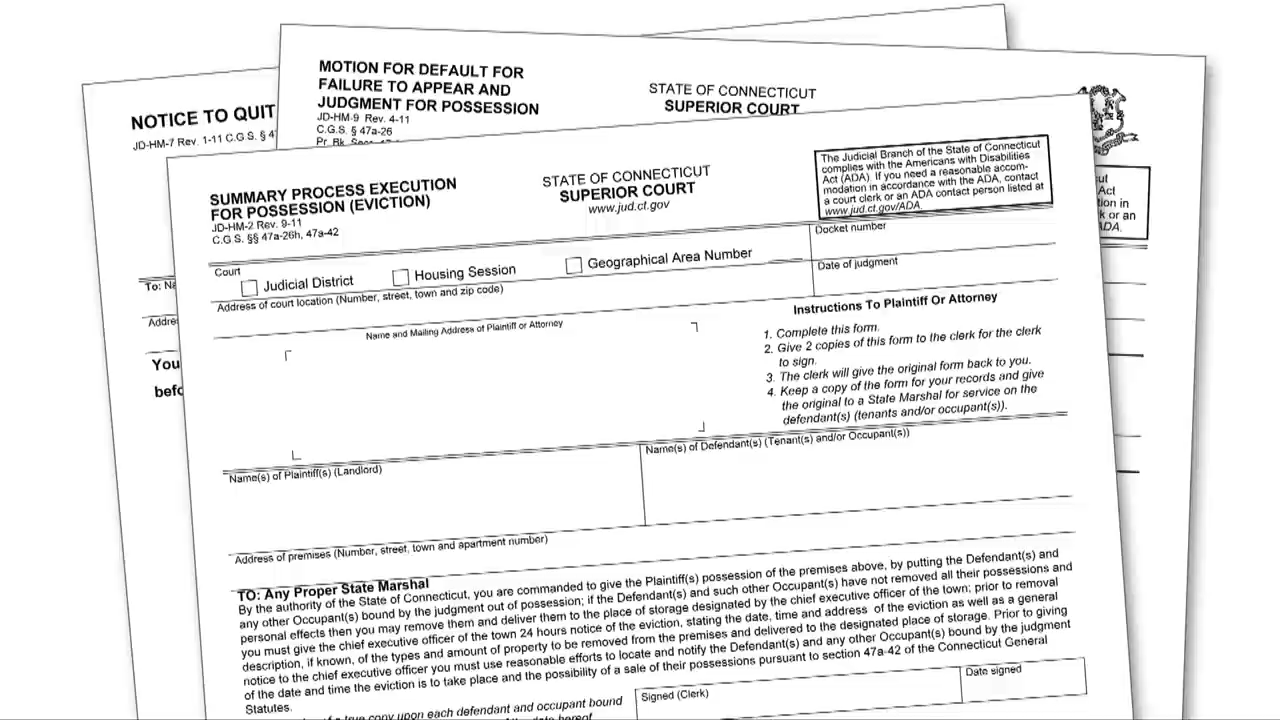 NOTICE TO QUIT
JD-HM-7 Rev. 1-11 C.G.S. § 47
To:
You
MOTION FOR DEFAULT FOR
FAILURE TO APPEAR AND
JUDGMENT FOR POSSESSION
JD-HM-9 Rev. 4-11
C.G.S. § 47a-26
STATE OF CONNECTICUT
SUPERIOR COURT
Act
SUMMARY PROCESS EXECUTION
FOR POSSESSION (EVICTION)
JD-HM-2 Rev. 9-11
C.G.S. §§ 47a-26h, 47a-42
STATE OF CONNECTICUT
SUPERIOR COURT
www.jud.ct.gov
The Judicial Branch of the State of Connecticut
complies with the Americans with Disabilities
Act (ADA). If you need a reasonable accom-
modation in accordance with the ADA, contact
a court clerk or an ADA contact person listed at
www.jud.ct.gov/ADA.
Court
Judicial District
Housing Session
Geographical Area Number
Docket number
Address of court location (Number, street, town and zip code)
Date of judgment
Name and Mailing Address of Plaintiff or Attorney
Instructions To Plaintiff Or Attorney
1. Complete this form.
2. Give 2 copies of this form to the clerk for the clerk
to sign.
3. The clerk will give the original form back to you.
4. Keep a copy of the form for your records and give
the original to a State Marshal for service on the
defendant(s) (tenants and/or occupant(s)).
Name(s) of Plaintiff(s) (Landlord)
Name(s) of Defendant(s) (Tenant(s) and/or Occupant(s))
Address of premises (Number, street, town and apartment number)
TO: Any Proper State Marshal
By the authority of the State of Connecticut, you are commanded to give the Plaintiff(s) possession of the premises above, by putting the Defendant(s) and
any other Occupant(s) bound by the judgment out of possession; if the Defendant(s) and such other Occupant(s) have not removed all their possessions and
personal effects then you may remove them and deliver them to the place of storage designated by the chief executive officer of the town; prior to removal
you must give the chief executive officer of the town 24 hours notice of the eviction, stating the date, time and address of the eviction as well as a general
description, if known, of the types and amount of property to be removed from the premises and delivered to the designated place of storage. Prior to giving
notice to the chief executive officer you must use reasonable efforts to locate and notify the Defendant(s) and any other Occupant(s) bound by the judgment
of the date and time the eviction is to take place and the possibility of a sale of their possessions pursuant to section 47a-42 of the Connecticut General
Statutes.
of a true copy upon each defendant and occupant bound
Signed (Clerk)
Date signed